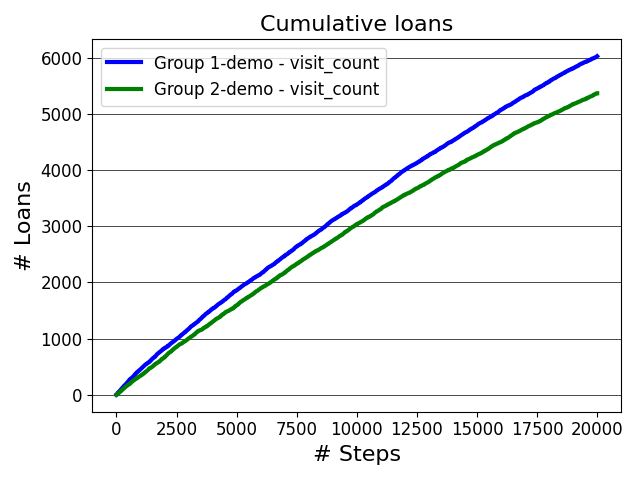 Cumulative loans
Group 1-demo - visit_count
Group 2-demo - visit_count
# Loans
6000
5000
4000
3000
2000
1000
0
0 2500 5000 7500 10000 12500 15000 17500 20000
# Steps